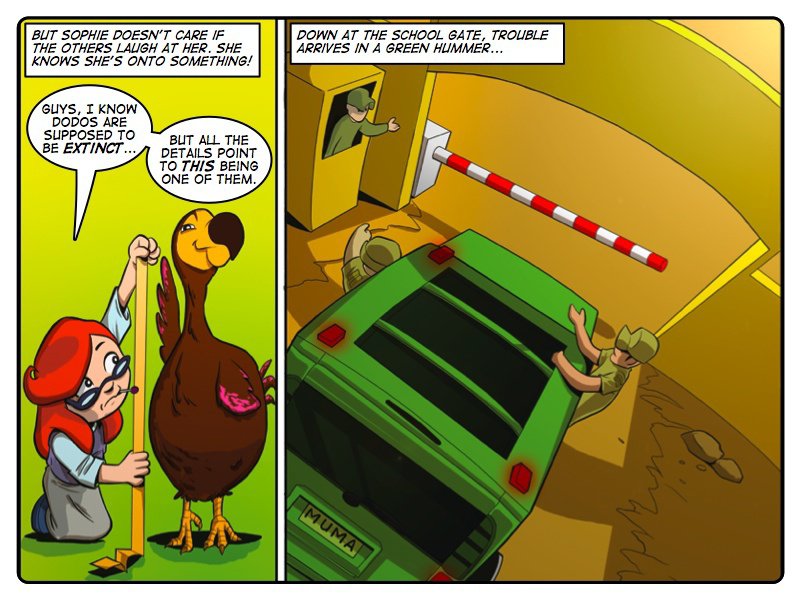 BUT SOPHIE DOESN'T CARE IF
THE OTHERS LAUGH AT HER. SHE
KNOWS SHE'S ONTO SOMETHING!
GUYS, I KNOW
DODOS ARE
SUPPOSED TO
BE EXTINCT...
BUT ALL THE
DETAILS POINT
TO THIS BEING
ONE OF THEM.
DOWN AT THE SCHOOL GATE, TROUBLE
ARRIVES IN A GREEN HUMMER...
MUMA